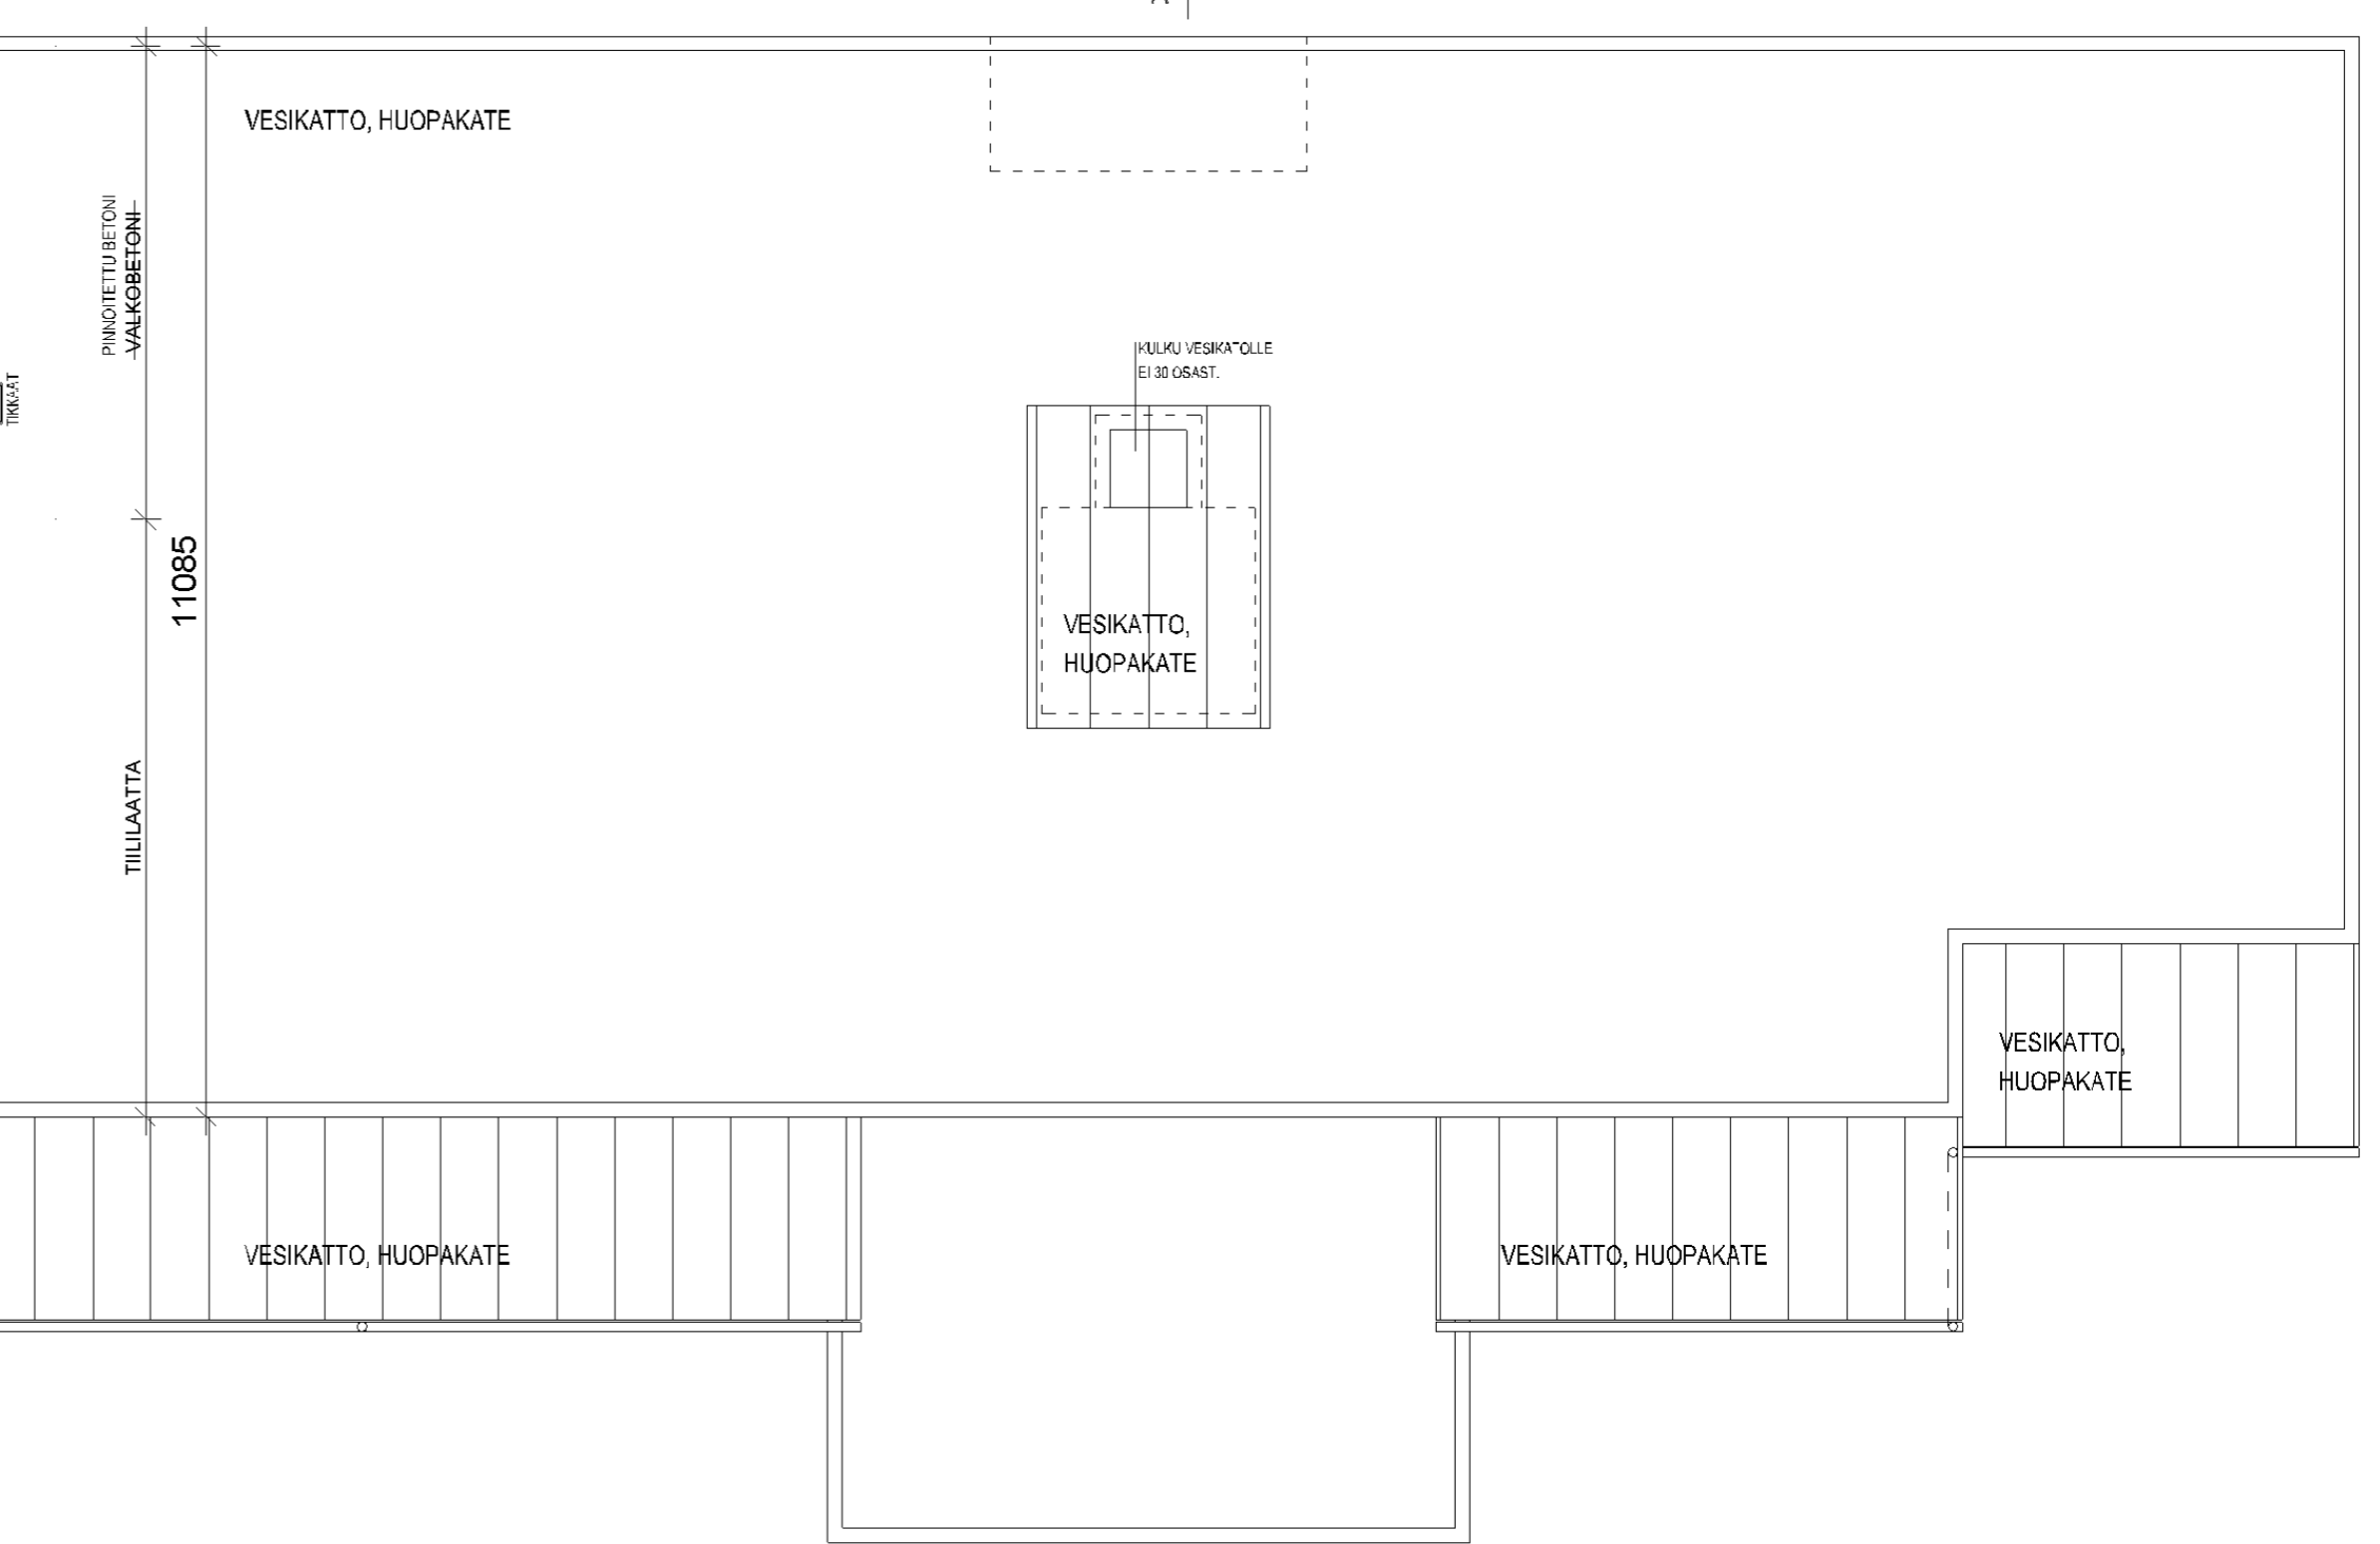 A
VESIKATTO, HUOPAKATE
PINNOITETTU BETONI
VALKOBETONI
TIKKAAT
KULKU VESIKATOLLE
EI 30 OSAST.
11085
VESIKATTO,
HUOPAKATE
TIILILAATTA
VESIKATTO,
HUOPAKATE
VESIKATTO, HUOPAKATE
VESIKATTO, HUOPAKATE